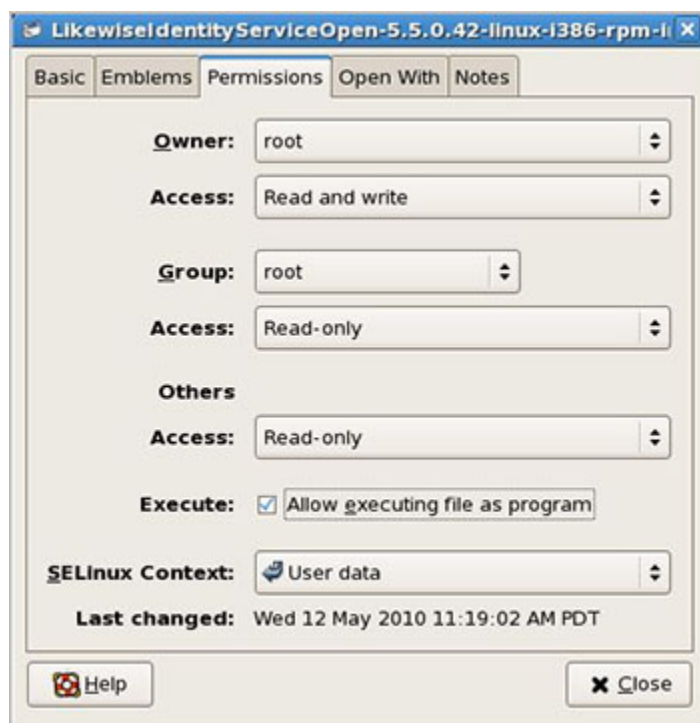 LikewiseIdentityServiceOpen-5.5.0.42-linux-i386-rpm-i
Basic Emblems Permissions Open With Notes
Owner: root
Access: Read and write
Group: root
Access: Read-only
Others
Access: Read-only
Execute: Allow executing file as program
SELinux Context: User data
Last changed: Wed 12 May 2010 11:19:02 AM PDT
Help Close